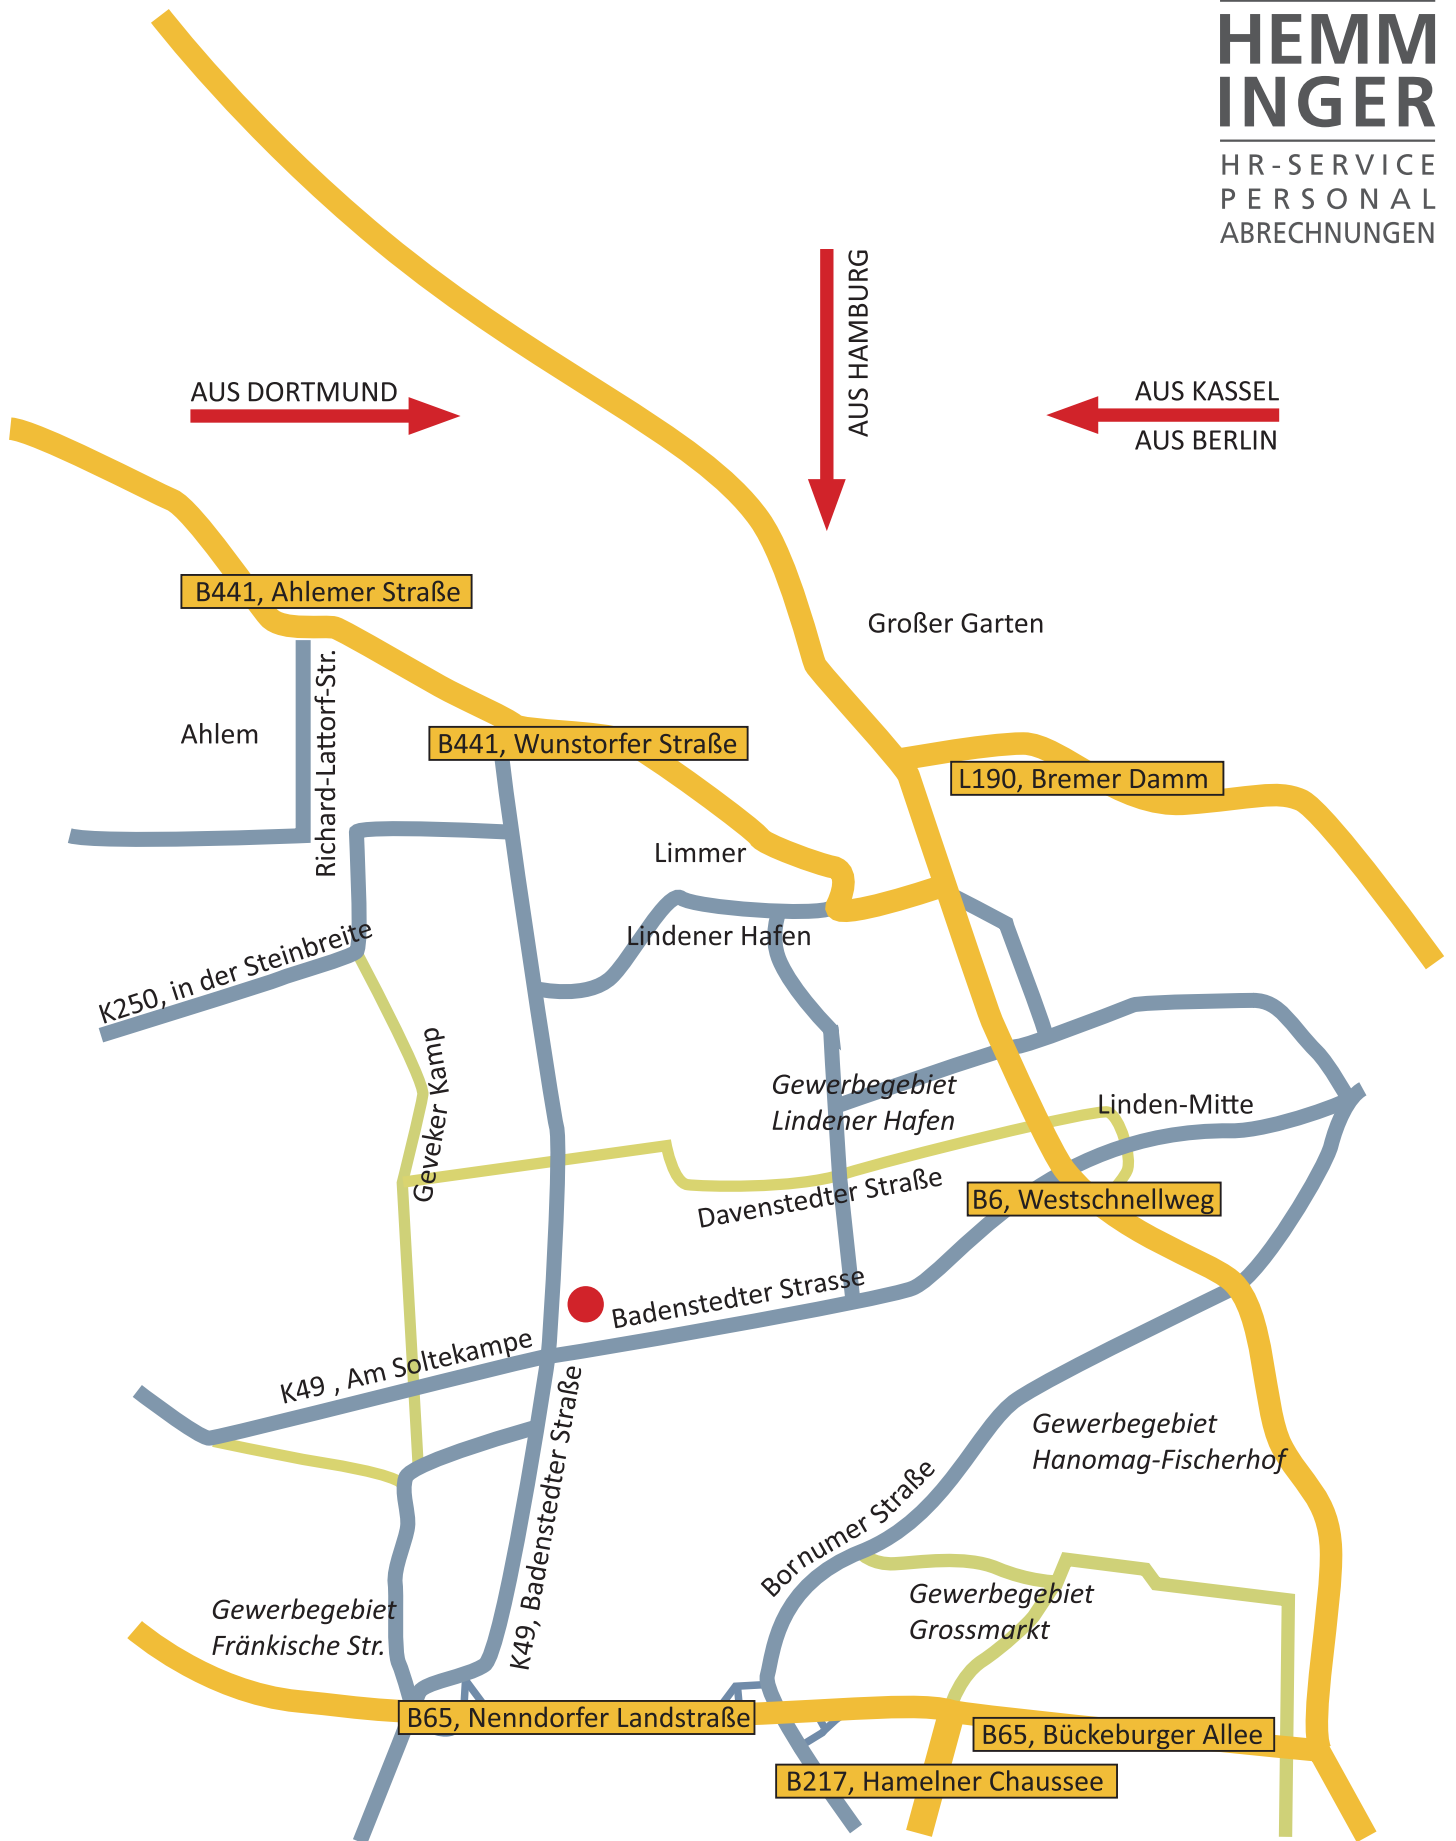 HEMM
INGER
HR-SERVICE
PERSONAL
ABRECHNUNGEN
AUS HAMBURG
AUS DORTMUND
AUS KASSEL
AUS BERLIN
B441, Ahlemer Straße
Großer Garten
Richard-Lattorf-Str.
Ahlem
B441, Wunstorfer Straße
L190, Bremer Damm
Limmer
Lindener Hafen
K250, in der Steinbreite
Geveker Kamp
Gewerbegebiet
Lindener Hafen
Linden-Mitte
Davenstedter Straße
B6, Westschnellweg
Badenstedter Strasse
K49 , Am Soltekampe
K49, Badenstedter Straße
Gewerbegebiet
Hanomag-Fischerhof
Bornumer Straße
Gewerbegebiet
Grossmarkt
Gewerbegebiet
Fränkische Str.
B65, Nenndorfer Landstraße
B65, Bückeburger Allee
B217, Hamelner Chaussee